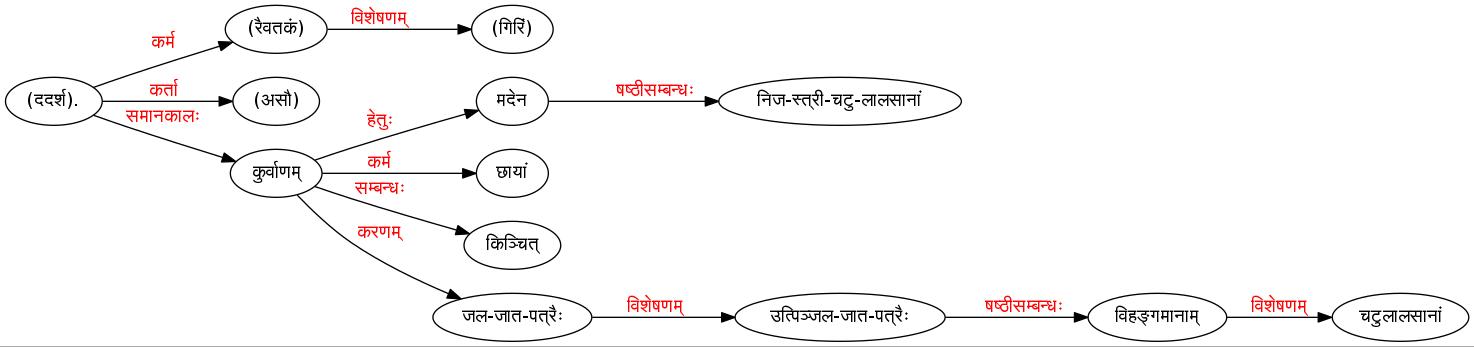 (रैवतकं) विशेषणम् (गिरिं)
कर्म
(ददर्श). कर्ता (असौ) मदेन षष्ठीसम्बन्धः निज-स्त्री-चटु-लालसानां
समानकालः हेतुः
कुर्वाणम् कर्म छायां
सम्बन्धः
करणम् किञ्चित्
जल-जात-पत्रैः विशेषणम् उत्पिञ्जल-जात-पत्रैः षष्ठीसम्बन्धः विहङ्गमानाम् विशेषणम् चटुलालसानां